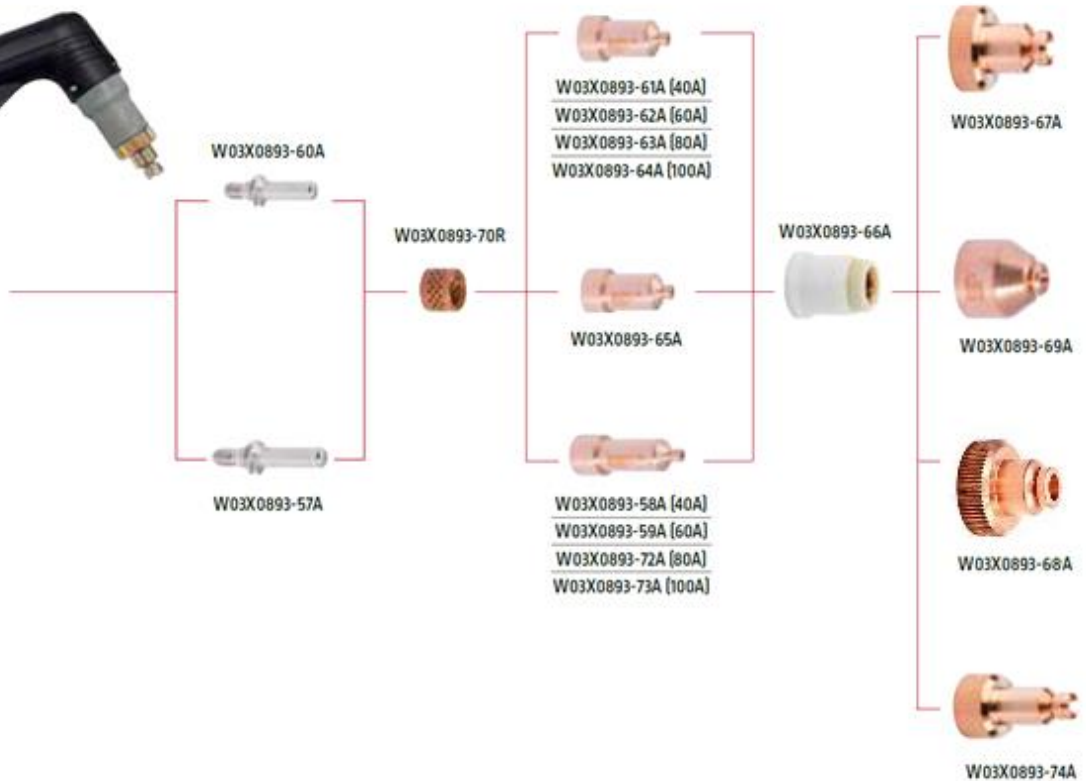 W03X0893-60A
W03X0893-57A
W03X0893-70R
W03X0893-61A (40A)
W03X0893-62A (60A)
W03X0893-63A (80A)
W03X0893-64A (100A)
W03X0893-65A
W03X0893-58A (40A)
W03X0893-59A (60A)
W03X0893-72A (80A)
W03X0893-73A (100A)
W03X0893-66A
W03X0893-67A
W03X0893-69A
W03X0893-68A
W03X0893-74A